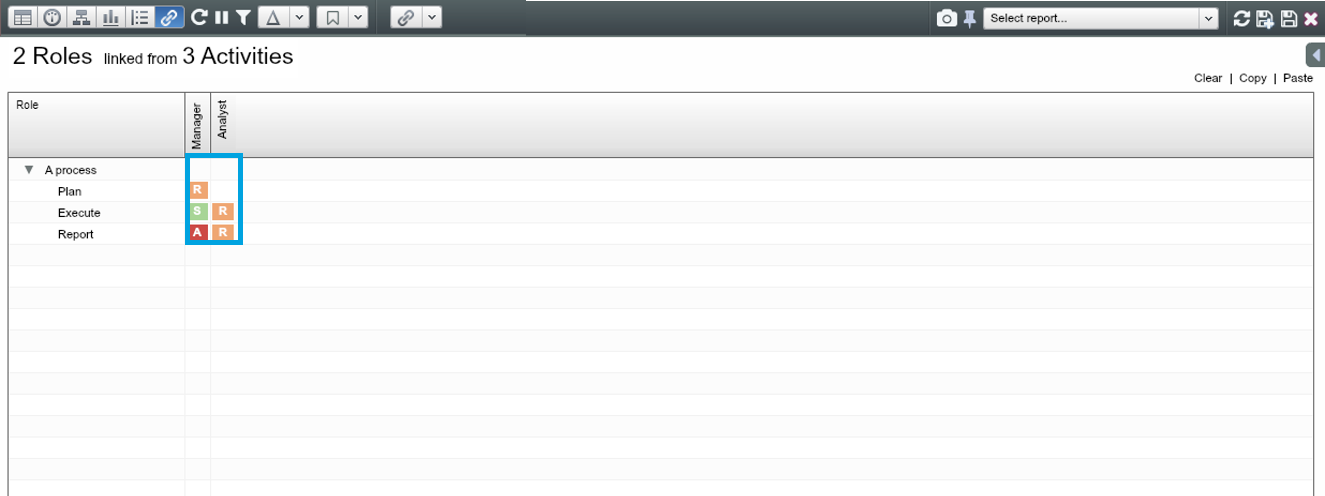 Select report...
2 Roles linked from 3 Activities
Clear | Copy | Paste
Role
Manager
Analyst
A process
Plan R
Execute S R
Report A R